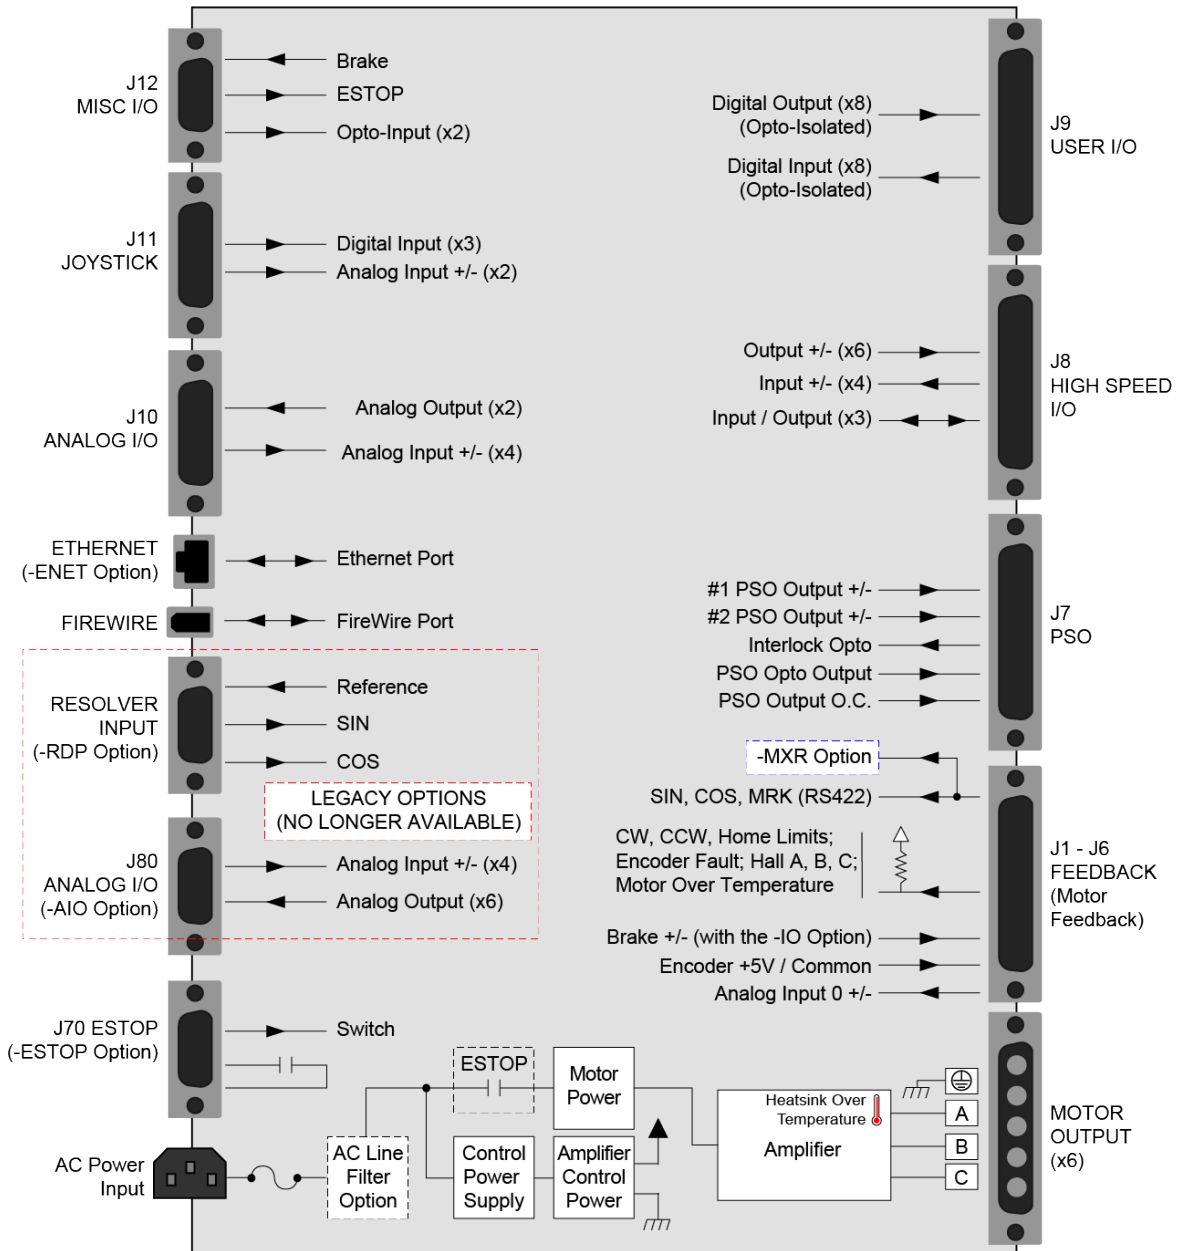 J12
MISC I/O
Brake
ESTOP
Opto-Input (x2)
J11
JOYSTICK
Digital Input (x3)
Analog Input +/- (x2)
J10
ANALOG I/O
Analog Output (x2)
Analog Input +/- (x4)
ETHERNET
(-ENET Option)
Ethernet Port
FIREWIRE
FireWire Port
RESOLVER
INPUT
(-RDP Option)
Reference
SIN
COS
LEGACY OPTIONS
(NO LONGER AVAILABLE)
J80
ANALOG I/O
(-AIO Option)
Analog Input +/- (x4)
Analog Output (x6)
J70 ESTOP
(-ESTOP Option)
Switch
AC Power
Input
AC Line
Filter
Option
ESTOP
Motor
Power
Control
Power
Supply
Amplifier
Control
Power
Heatsink Over
Temperature
Amplifier
A
B
C
Digital Output (x8)
(Opto-Isolated)
Digital Input (x8)
(Opto-Isolated)
J9
USER I/O
Output +/- (x6)
Input +/- (x4)
Input / Output (x3)
J8
HIGH SPEED
I/O
#1 PSO Output +/-
#2 PSO Output +/-
Interlock Opto
PSO Opto Output
PSO Output O.C.
J7
PSO
-MXR Option
SIN, COS, MRK (RS422)
CW, CCW, Home Limits;
Encoder Fault; Hall A, B, C;
Motor Over Temperature
Brake +/- (with the -IO Option)
Encoder +5V / Common
Analog Input 0 +/-
J1 - J6
FEEDBACK
(Motor
Feedback)
MOTOR
OUTPUT
(x6)